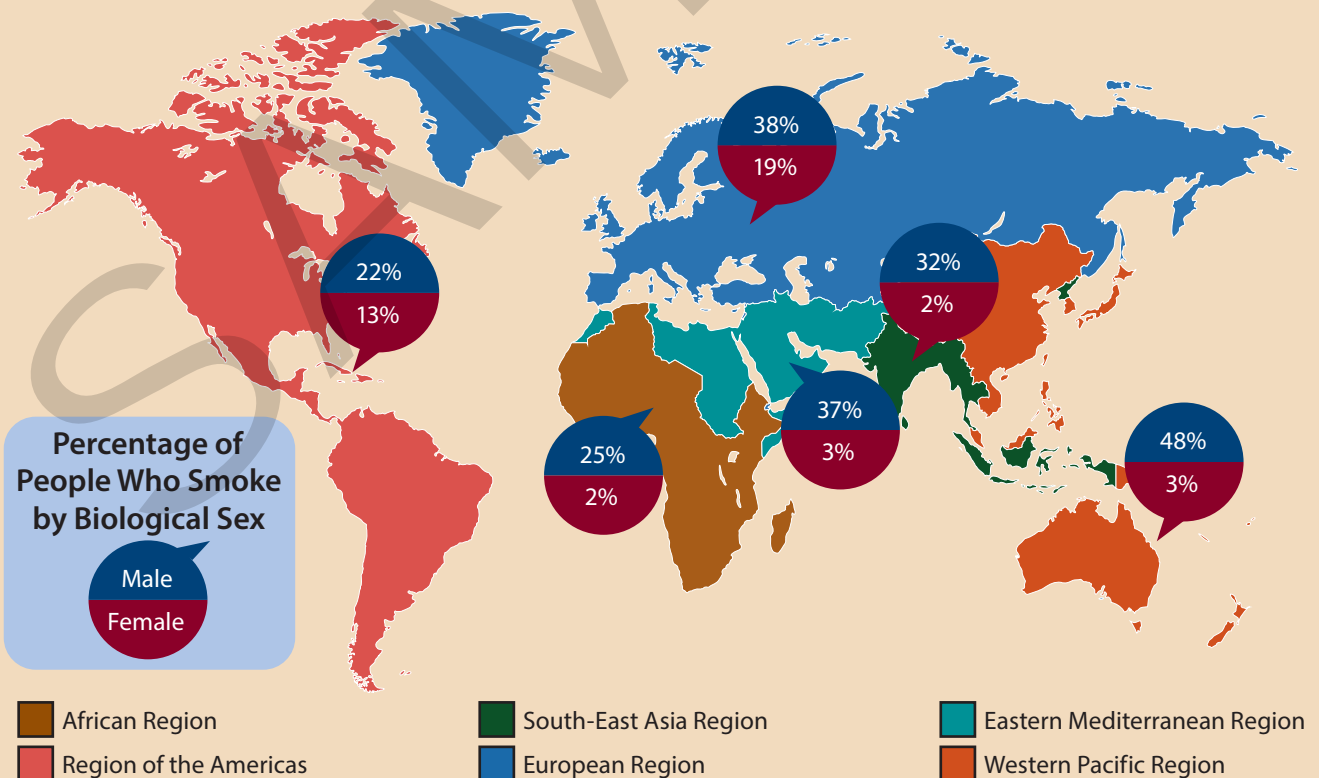 38%
19%
22%
13%
32%
2%
37%
3%
25%
2%
48%
3%
Percentage of
People Who Smoke
by Biological Sex
Male
Female
African Region
South-East Asia Region
Eastern Mediterranean Region
Region of the Americas
European Region
Western Pacific Region